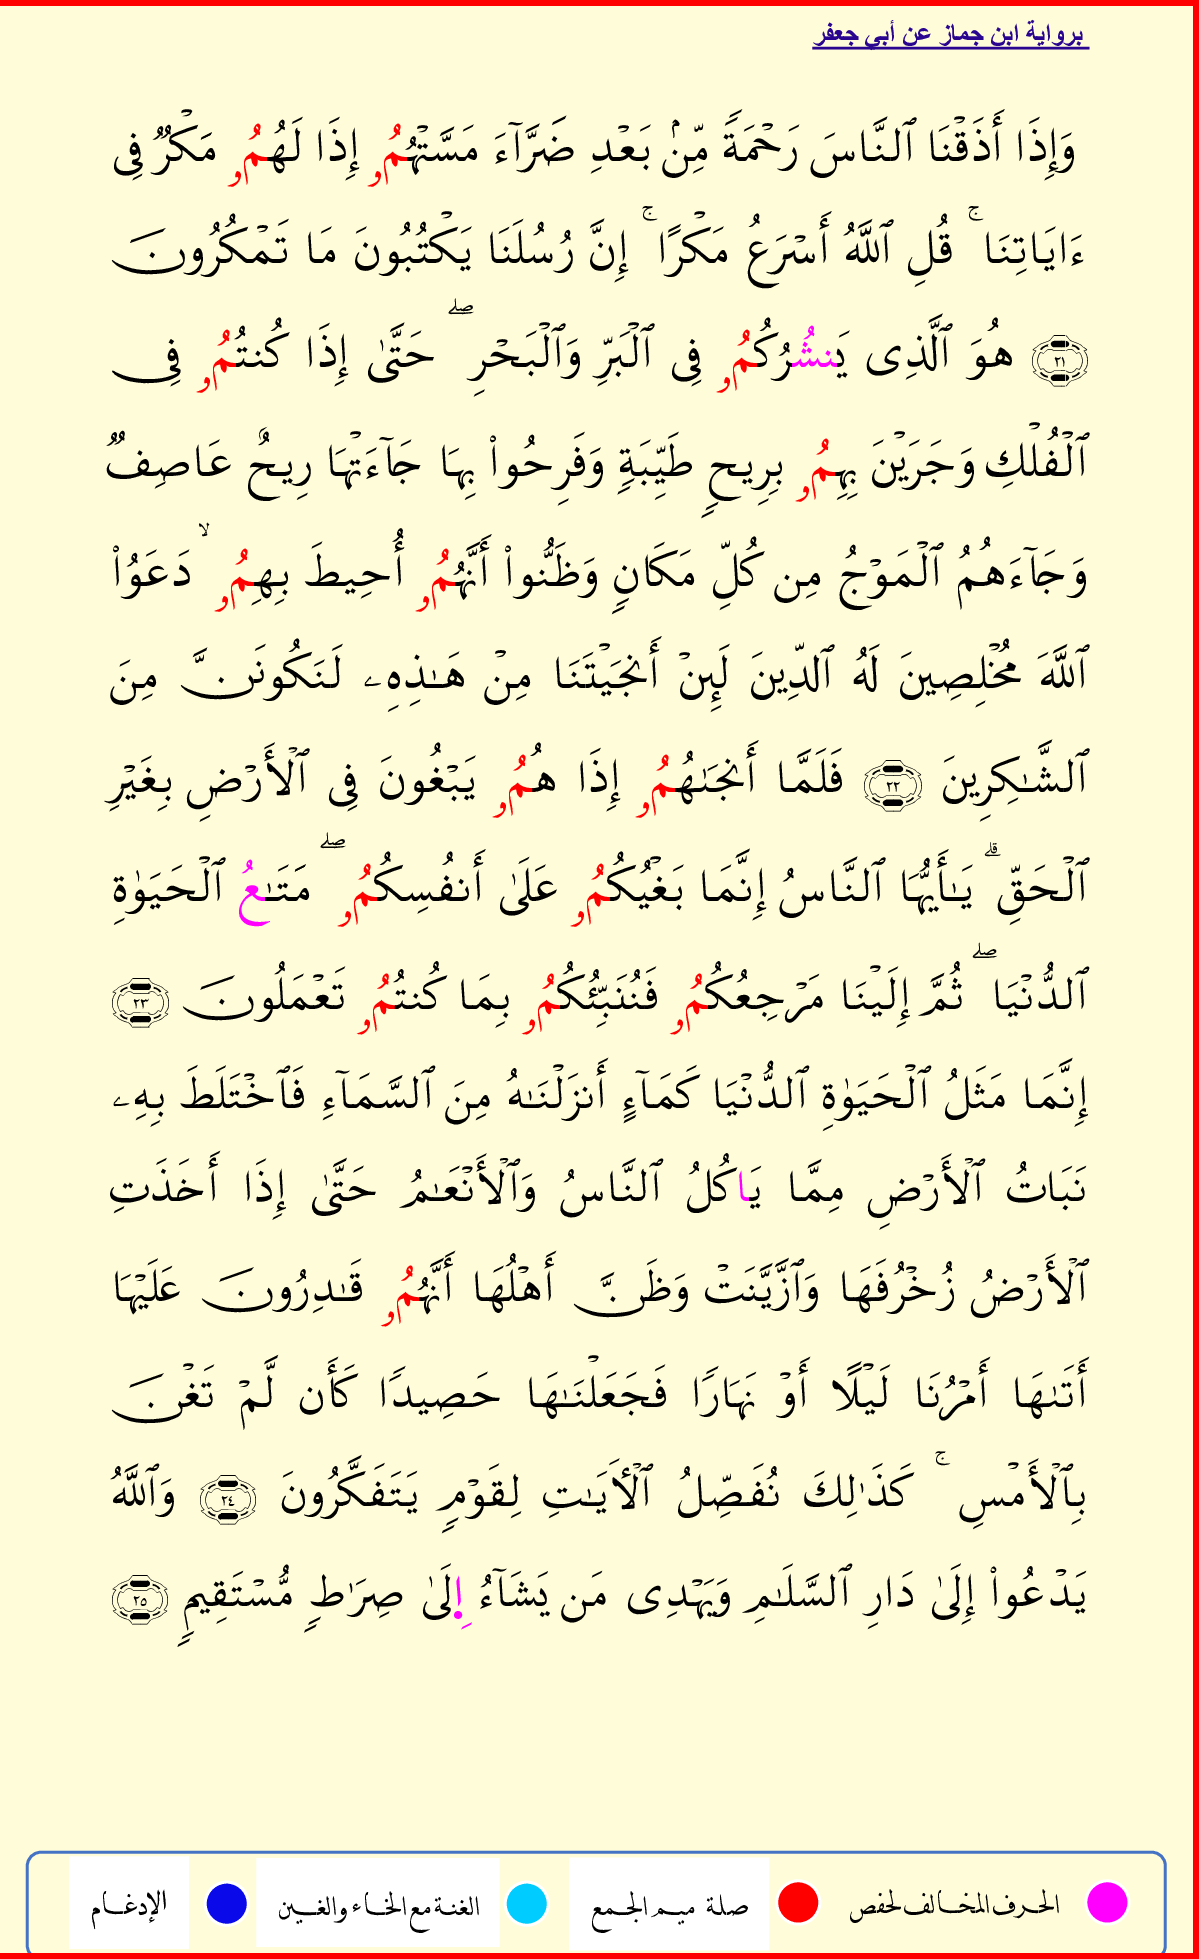 برواية ابن جماز عن أبي جعفر
وَإِذَا أَذَقْنَا ٱلنَّاسَ رَحْمَةً مِّنۢ بَعْدِ ضَرَّآءَ مَسَّتْهُمُۥ إِذَا لَهُمُۥ مَكْرٌ فِى
ءَايَاتِنَا ۚ قُلِ ٱللَّهُ أَسْرَعُ مَكْرًا ۚ إِنَّ رُسُلَنَا يَكْتُبُونَ مَا تَمْكُرُونَ
٢١ هُوَ ٱلَّذِى يَنشُرُكُمُۥ فِى ٱلْبَرِّ وَٱلْبَحْرِ ۖ حَتَّىٰ إِذَا كُنتُمُۥ فِى
ٱلْفُلْكِ وَجَرَيْنَ بِهِمُۥ بِرِيحٍ طَيِّبَةٍ وَفَرِحُوا۟ بِهَا جَآءَتْهَا رِيحٌ عَاصِفٌ
وَجَآءَهُمُ ٱلْمَوْجُ مِن كُلِّ مَكَانٍ وَظَنُّوا۟ أَنَّهُمُۥ أُحِيطَ بِهِمُۥ ۙ دَعَوُا۟
ٱللَّهَ مُخْلِصِينَ لَهُ ٱلدِّينَ لَئِنْ أَنجَيْتَنَا مِنْ هَـٰذِهِۦ لَنَكُونَنَّ مِنَ
ٱلشَّـٰكِرِينَ ٢٢ فَلَمَّا أَنجَىٰهُمُۥ إِذَا هُمُۥ يَبْغُونَ فِى ٱلْأَرْضِ بِغَيْرِ
ٱلْحَقِّ ۗ يَـٰأَيُّهَا ٱلنَّاسُ إِنَّمَا بَغْيُكُمُۥ عَلَىٰ أَنفُسِكُمُۥ ۖ مَتَـٰعُ ٱلْحَيَوٰةِ
ٱلدُّنْيَا ۖ ثُمَّ إِلَيْنَا مَرْجِعُكُمُۥ فَنُنَبِّئُكُمُۥ بِمَا كُنتُمُۥ تَعْمَلُونَ ٢٣
إِنَّمَا مَثَلُ ٱلْحَيَوٰةِ ٱلدُّنْيَا كَمَآءٍ أَنزَلْنَـٰهُ مِنَ ٱلسَّمَآءِ فَٱخْتَلَطَ بِهِۦ
نَبَاتُ ٱلْأَرْضِ مِمَّا يَاكُلُ ٱلنَّاسُ وَٱلْأَنْعَـٰمُ حَتَّىٰ إِذَا أَخَذَتِ
ٱلْأَرْضُ زُخْرُفَهَا وَٱزَّيَّنَتْ وَظَنَّ أَهْلُهَا أَنَّهُمُۥ قَـٰدِرُونَ عَلَيْهَا
أَتَىٰهَا أَمْرُنَا لَيْلًا أَوْ نَهَارًا فَجَعَلْنَـٰهَا حَصِيدًا كَأَن لَّمْ تَغْنَ
بِٱلْأَمْسِ ۚ كَذَٰلِكَ نُفَصِّلُ ٱلْأَيَـٰتِ لِقَوْمٍ يَتَفَكَّرُونَ ٢٤ وَٱللَّهُ
يَدْعُوا۟ إِلَىٰ دَارِ ٱلسَّلَـٰمِ وَيَهْدِى مَن يَشَآءُ اِ۬لَىٰ صِرَٰطٍ مُّسْتَقِيمٍ ٢٥
الحرف المخالف لحفص صلة ميم الجمع الغنة مع الخاء والغين الإدغام